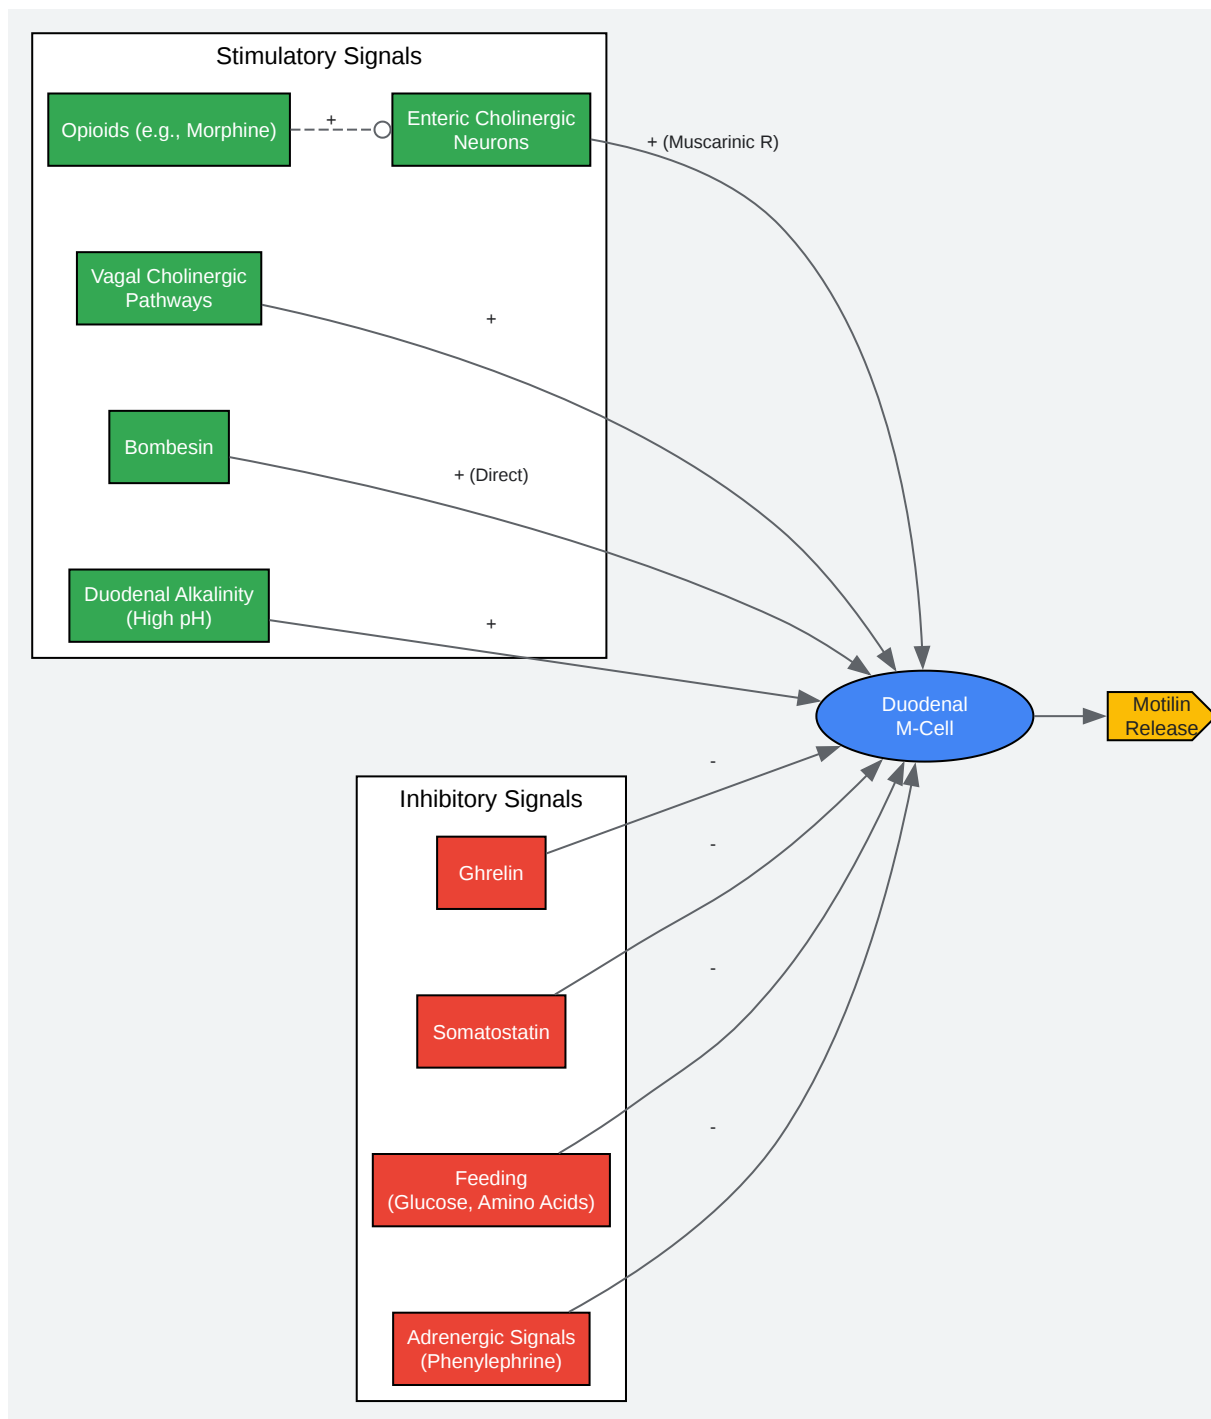 Stimulatory Signals
Opioids (e.g., Morphine)
+
Enteric Cholinergic
Neurons
+ (Muscarinic R)
Vagal Cholinergic
Pathways
+
Bombesin
+ (Direct)
Duodenal Alkalinity
(High pH)
+
Duodenal
M-Cell
Motilin
Release
Inhibitory Signals
-
Ghrelin
-
Somatostatin
-
Feeding
(Glucose, Amino Acids)
-
Adrenergic Signals
(Phenylephrine)